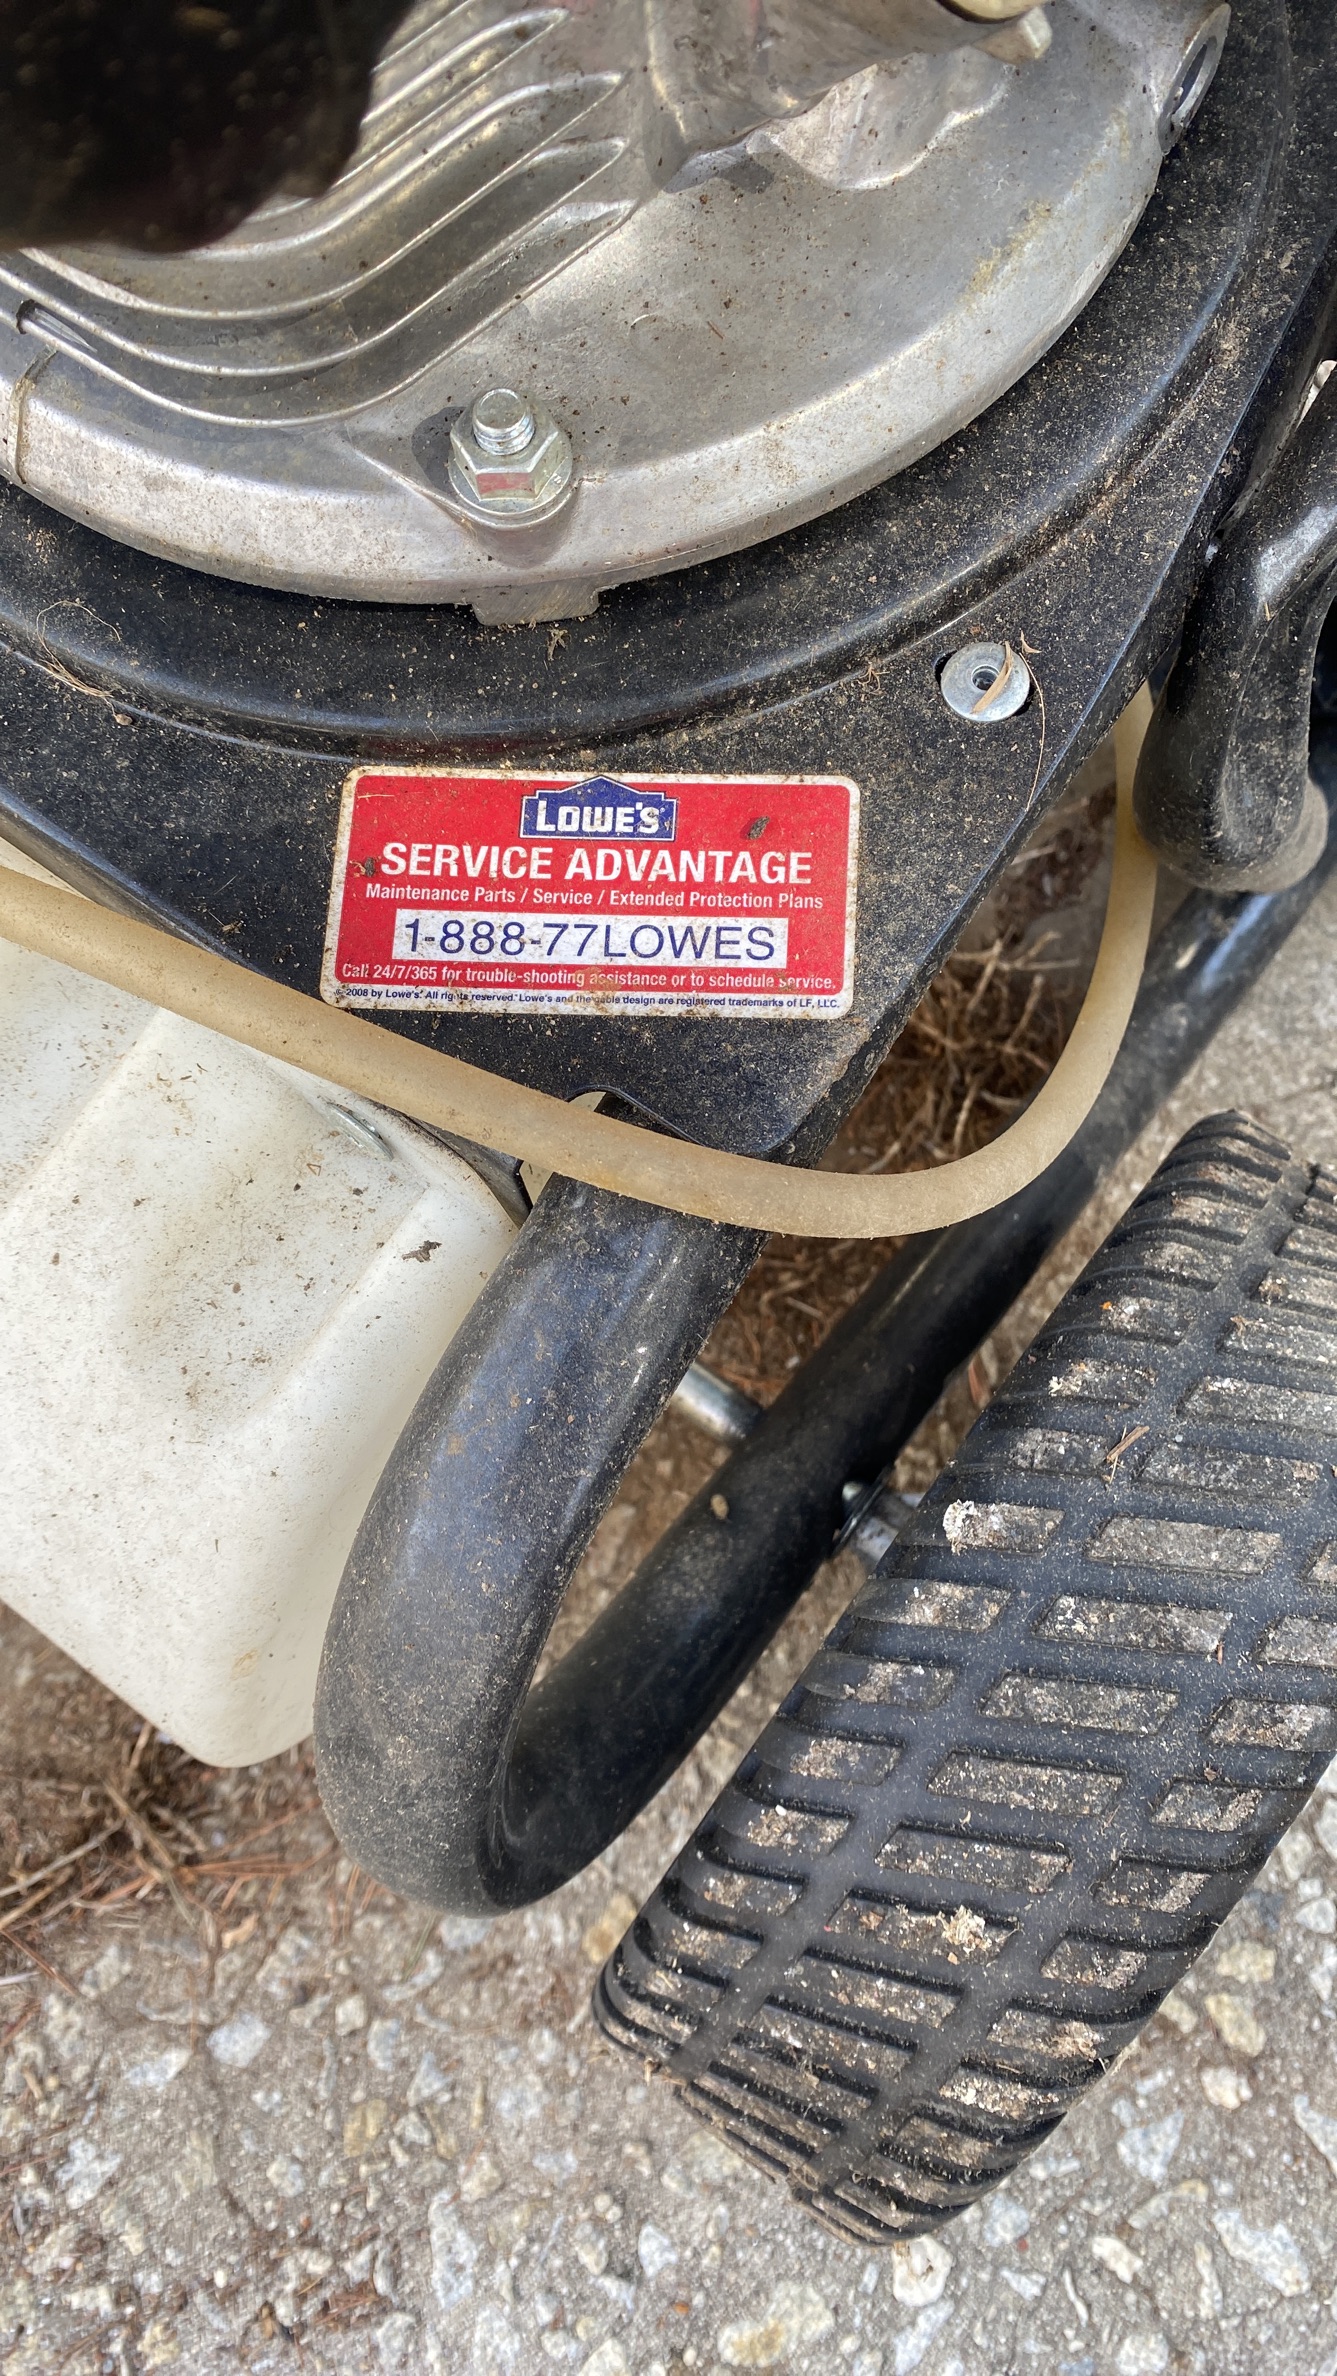 LOWE'S
SERVICE ADVANTAGE
Maintenance Parts / Service / Extended Protection Plans
1-888-77LOWES
Call 24/7/365 for trouble-shooting assistance or to schedule service.
© 2008 by Lowe's. All rights reserved. Lowe's and the gable design are registered trademarks of LF, LLC.